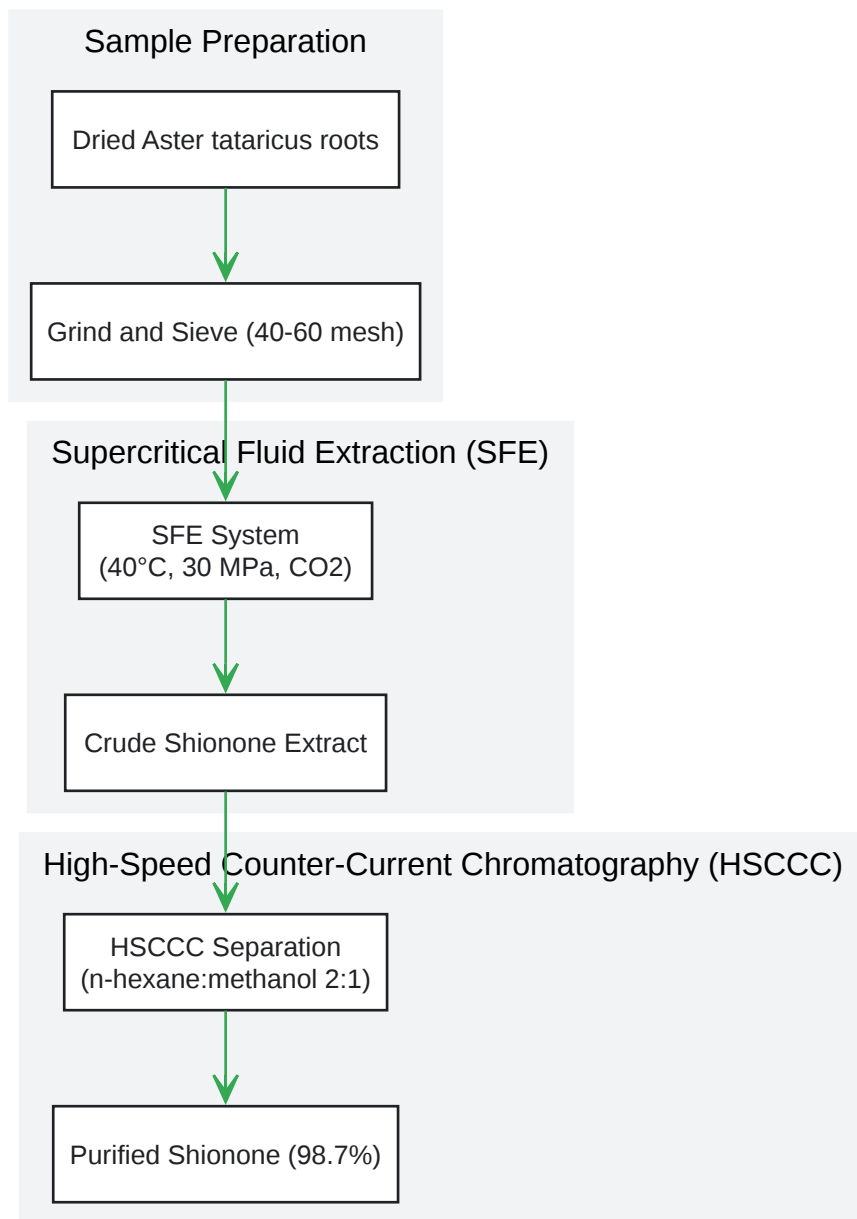 Sample Preparation
Dried Aster tataricus roots
Grind and Sieve (40-60 mesh)
Supercritical Fluid Extraction (SFE)
SFE System
(40°C, 30 MPa, CO2)
Crude Shionone Extract
High-Speed Counter-Current Chromatography (HSCCC)
HSCCC Separation
(n-hexane:methanol 2:1)
Purified Shionone (98.7%)